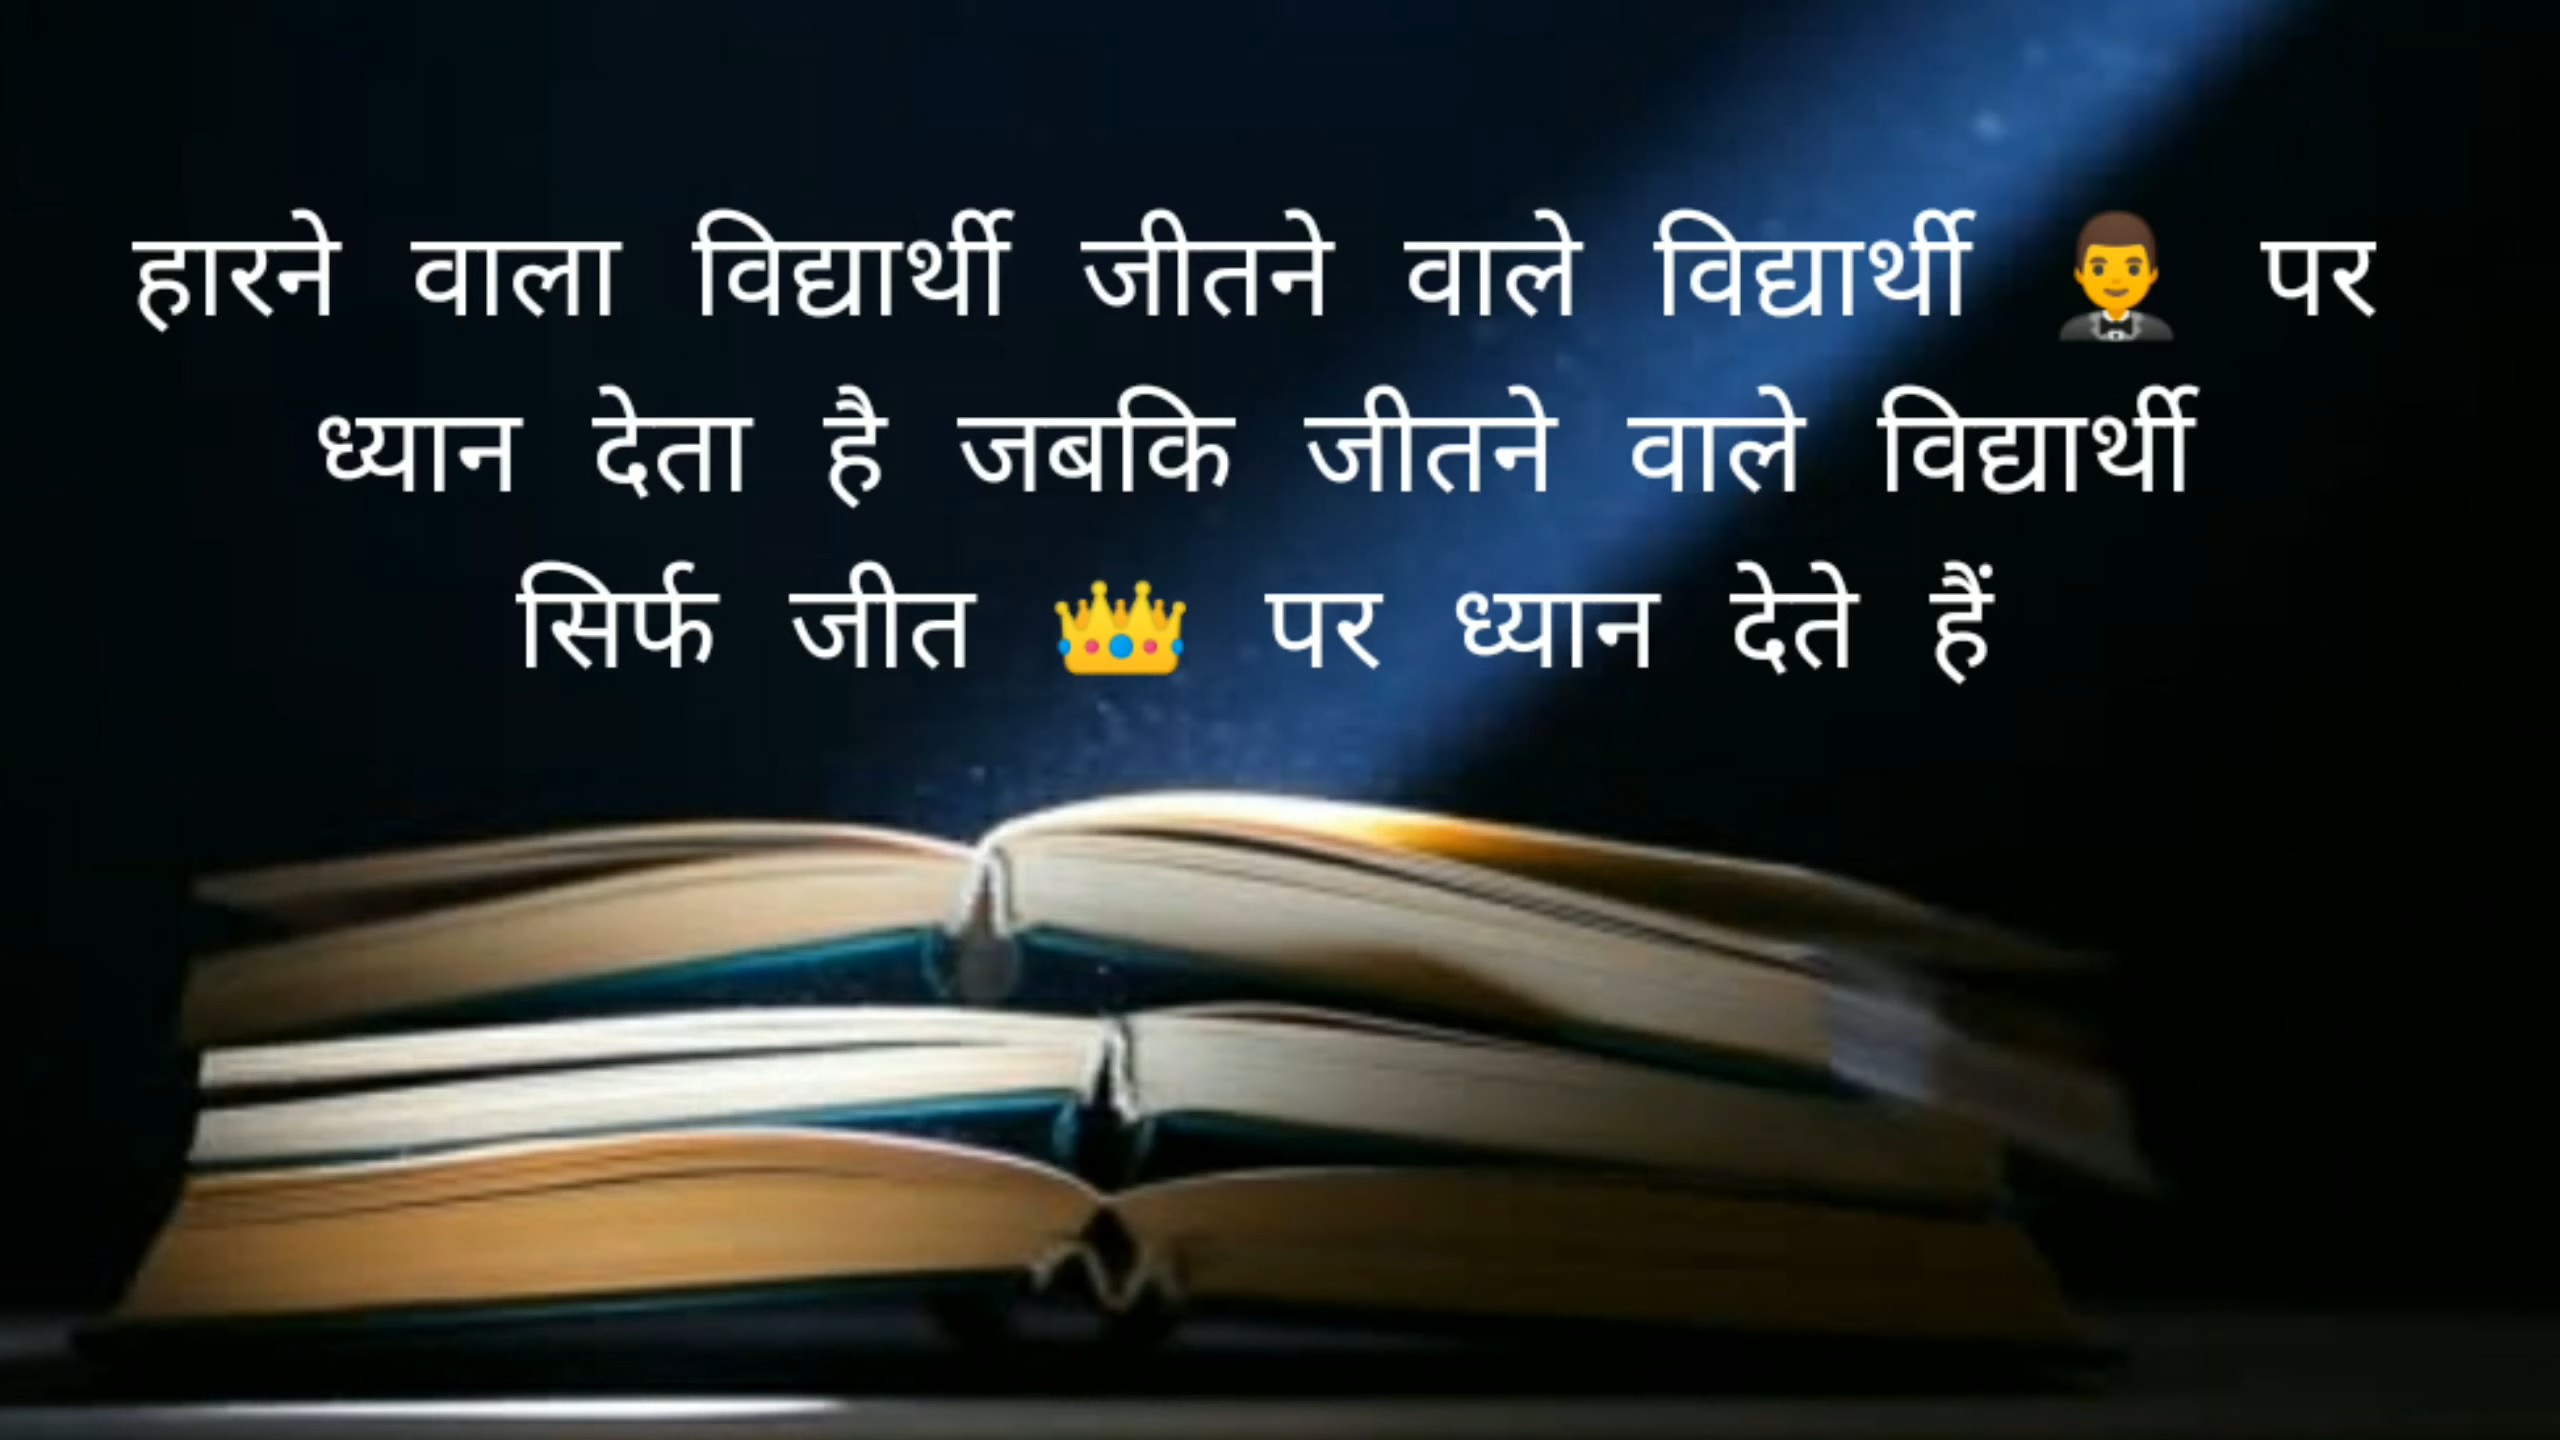 हारने वाला विद्यार्थी जीतने वाले विद्यार्थी 🤵‍♂️ पर
ध्यान देता है जबकि जीतने वाले विद्यार्थी
सिर्फ जीत 👑 पर ध्यान देते हैं